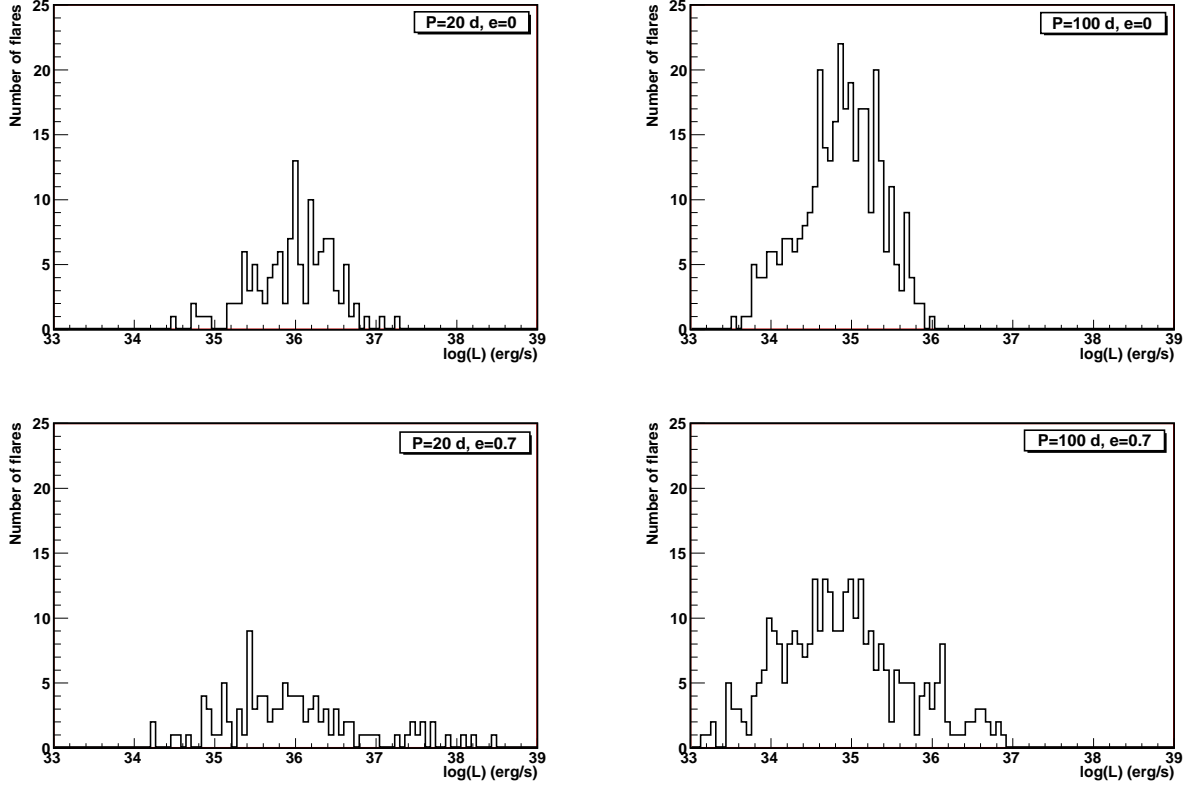 P=20 d, e=0
Number of flares
25
20
15
10
5
0
33 34 35 36 37 38 39
log(L) (erg/s)
P=100 d, e=0
Number of flares
25
20
15
10
5
0
33 34 35 36 37 38 39
log(L) (erg/s)
P=20 d, e=0.7
Number of flares
25
20
15
10
5
0
33 34 35 36 37 38 39
log(L) (erg/s)
P=100 d, e=0.7
Number of flares
25
20
15
10
5
0
33 34 35 36 37 38 39
log(L) (erg/s)